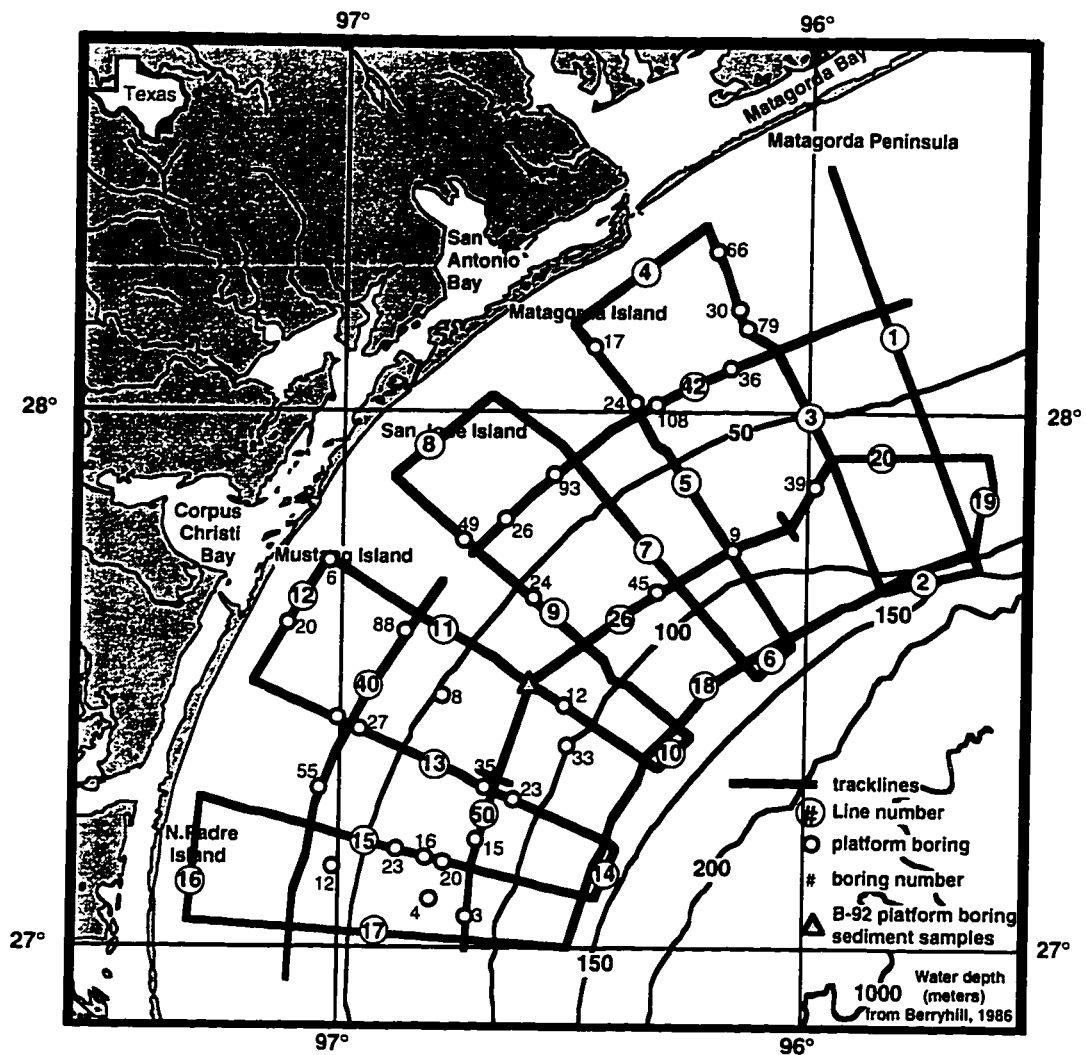 97°
96°
Texas
Matagorda Bay
Matagorda Peninsula
San
Antonio
Bay
66
4
Matagorda Island
30
79
17
1
36
42
24
108
28°
28°
3
50
San Jose Island
8
20
39
5
93
19
26
49
Corpus
Christi
Bay
Mustang Island
9
7
6
45
24
2
12
9
150
20
88
11
26
100
6
40
18
8
12
27
33
10
13
35
23
tracklines
55
50
# Line number
N.Padre
Island
15
16
15
platform boring
23
20
14
200
16
12
# boring number
4
3
B-92 platform boring
sediment samples
17
27°
27°
150
Water depth
1000 (meters)
from Berryhill, 1986
97°
96°